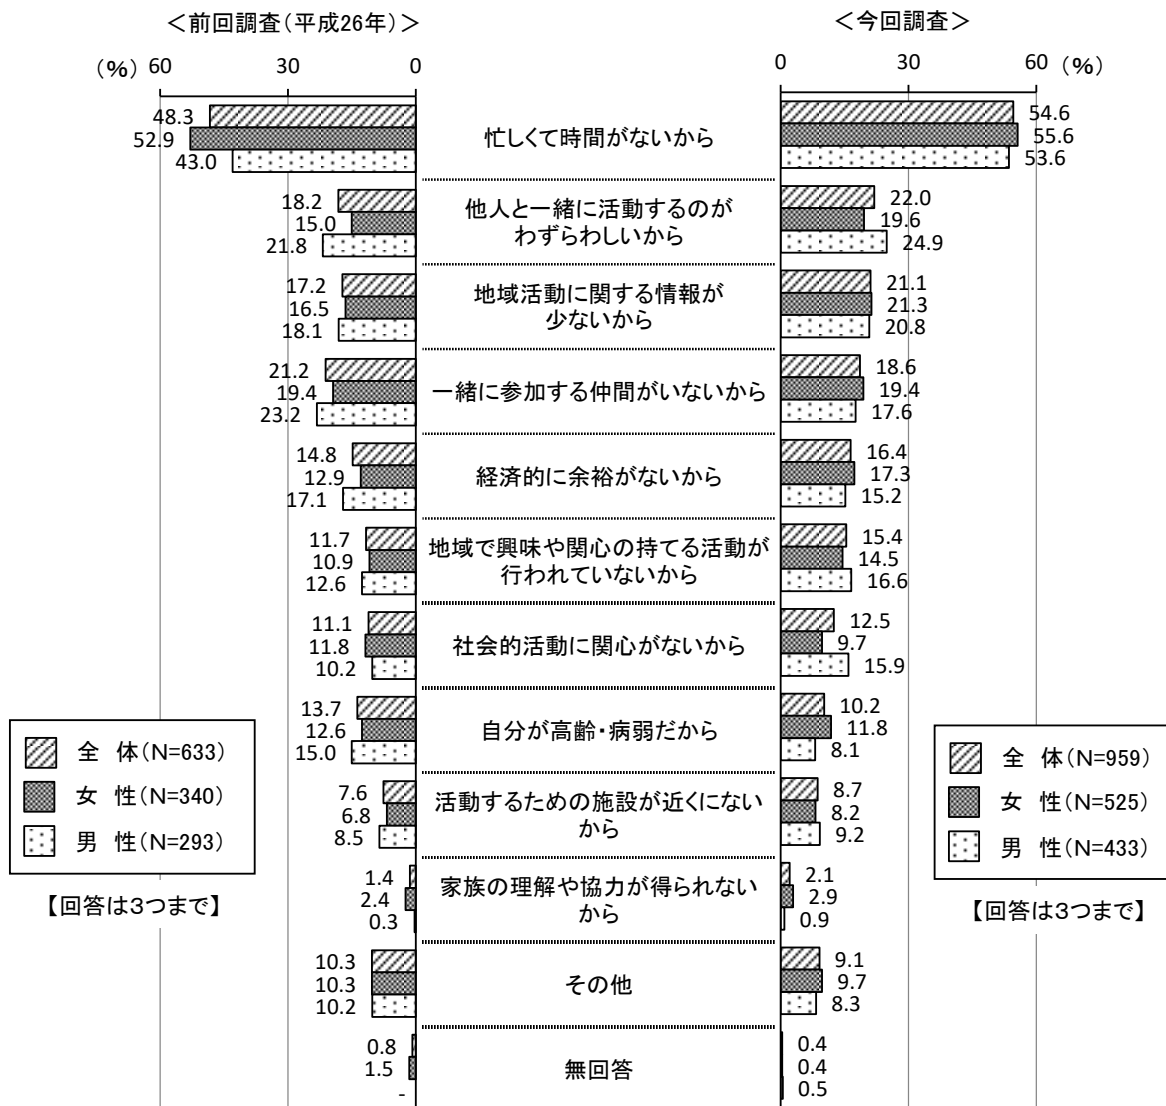 ＜前回調査（平成26年）＞
＜今回調査＞
（%）
60
30
0
0
30
60
（%）
48.3
52.9
43.0
忙しくて時間がないから
54.6
55.6
53.6
18.2
15.0
21.8
他人と一緒に活動するのが
わずらわしいから
22.0
19.6
24.9
17.2
16.5
18.1
地域活動に関する情報が
少ないから
21.1
21.3
20.8
21.2
19.4
23.2
一緒に参加する仲間がいないから
18.6
19.4
17.6
14.8
12.9
17.1
経済的に余裕がないから
16.4
17.3
15.2
11.7
10.9
12.6
地域で興味や関心の持てる活動が
行われていないから
15.4
14.5
16.6
11.1
11.8
10.2
社会的活動に関心がないから
12.5
9.7
15.9
13.7
12.6
15.0
自分が高齢・病弱だから
10.2
11.8
8.1
7.6
6.8
8.5
活動するための施設が近くにない
から
8.7
8.2
9.2
1.4
2.4
0.3
家族の理解や協力が得られない
から
2.1
2.9
0.9
10.3
10.3
10.2
その他
9.1
9.7
8.3
0.8
1.5
-
無回答
0.4
0.4
0.5
全　体（N=633）
女　性（N=340）
男　性（N=293）
【回答は３つまで】
全　体（N=959）
女　性（N=525）
男　性（N=433）
【回答は３つまで】